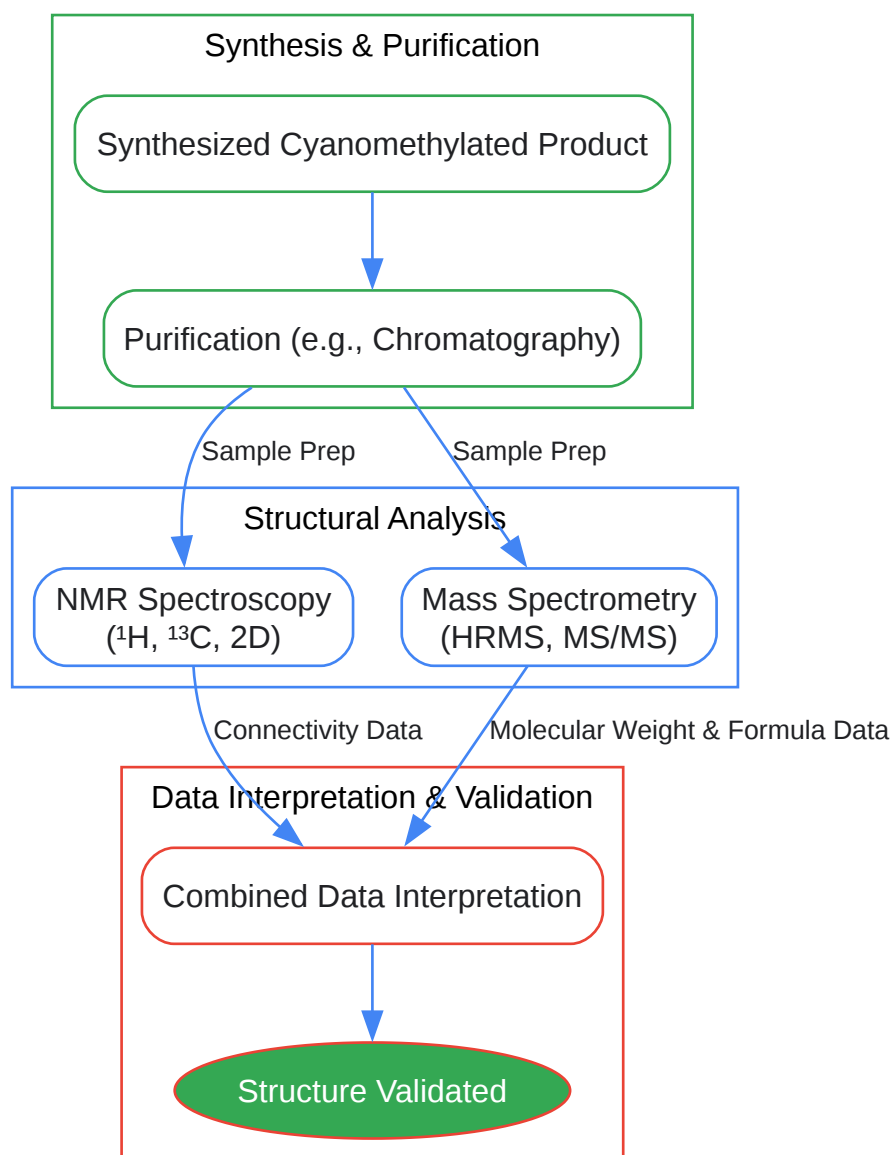 Synthesis & Purification
Synthesized Cyanomethylated Product
Purification (e.g., Chromatography)
Sample Prep
Sample Prep
Structural Analysis
NMR Spectroscopy
(¹H, ¹³C, 2D)
Mass Spectrometry
(HRMS, MS/MS)
Connectivity Data
Molecular Weight & Formula Data
Data Interpretation & Validation
Combined Data Interpretation
Structure Validated